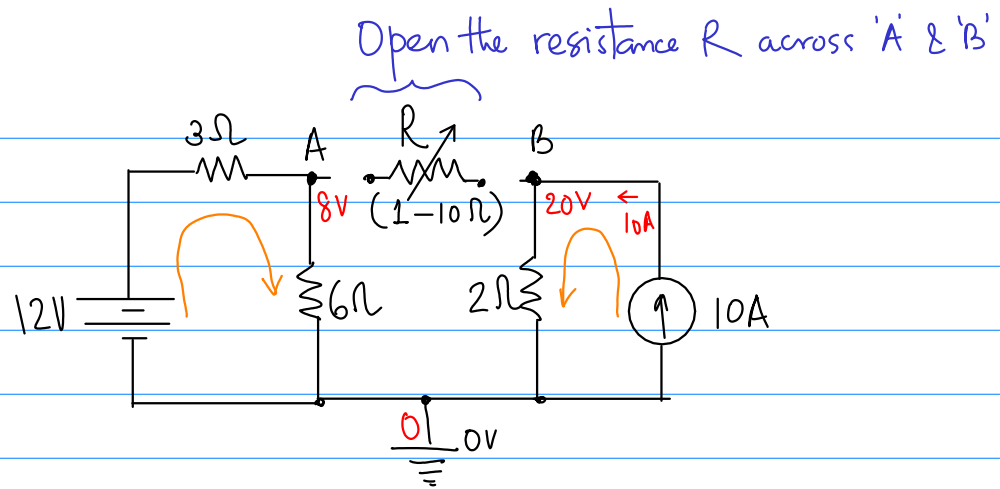 Open the resistance R across 'A' & 'B'
3Ω
A
R
B
8V
(1-10Ω)
20V
←
10A
12V
6Ω
2Ω
10A
0
0V